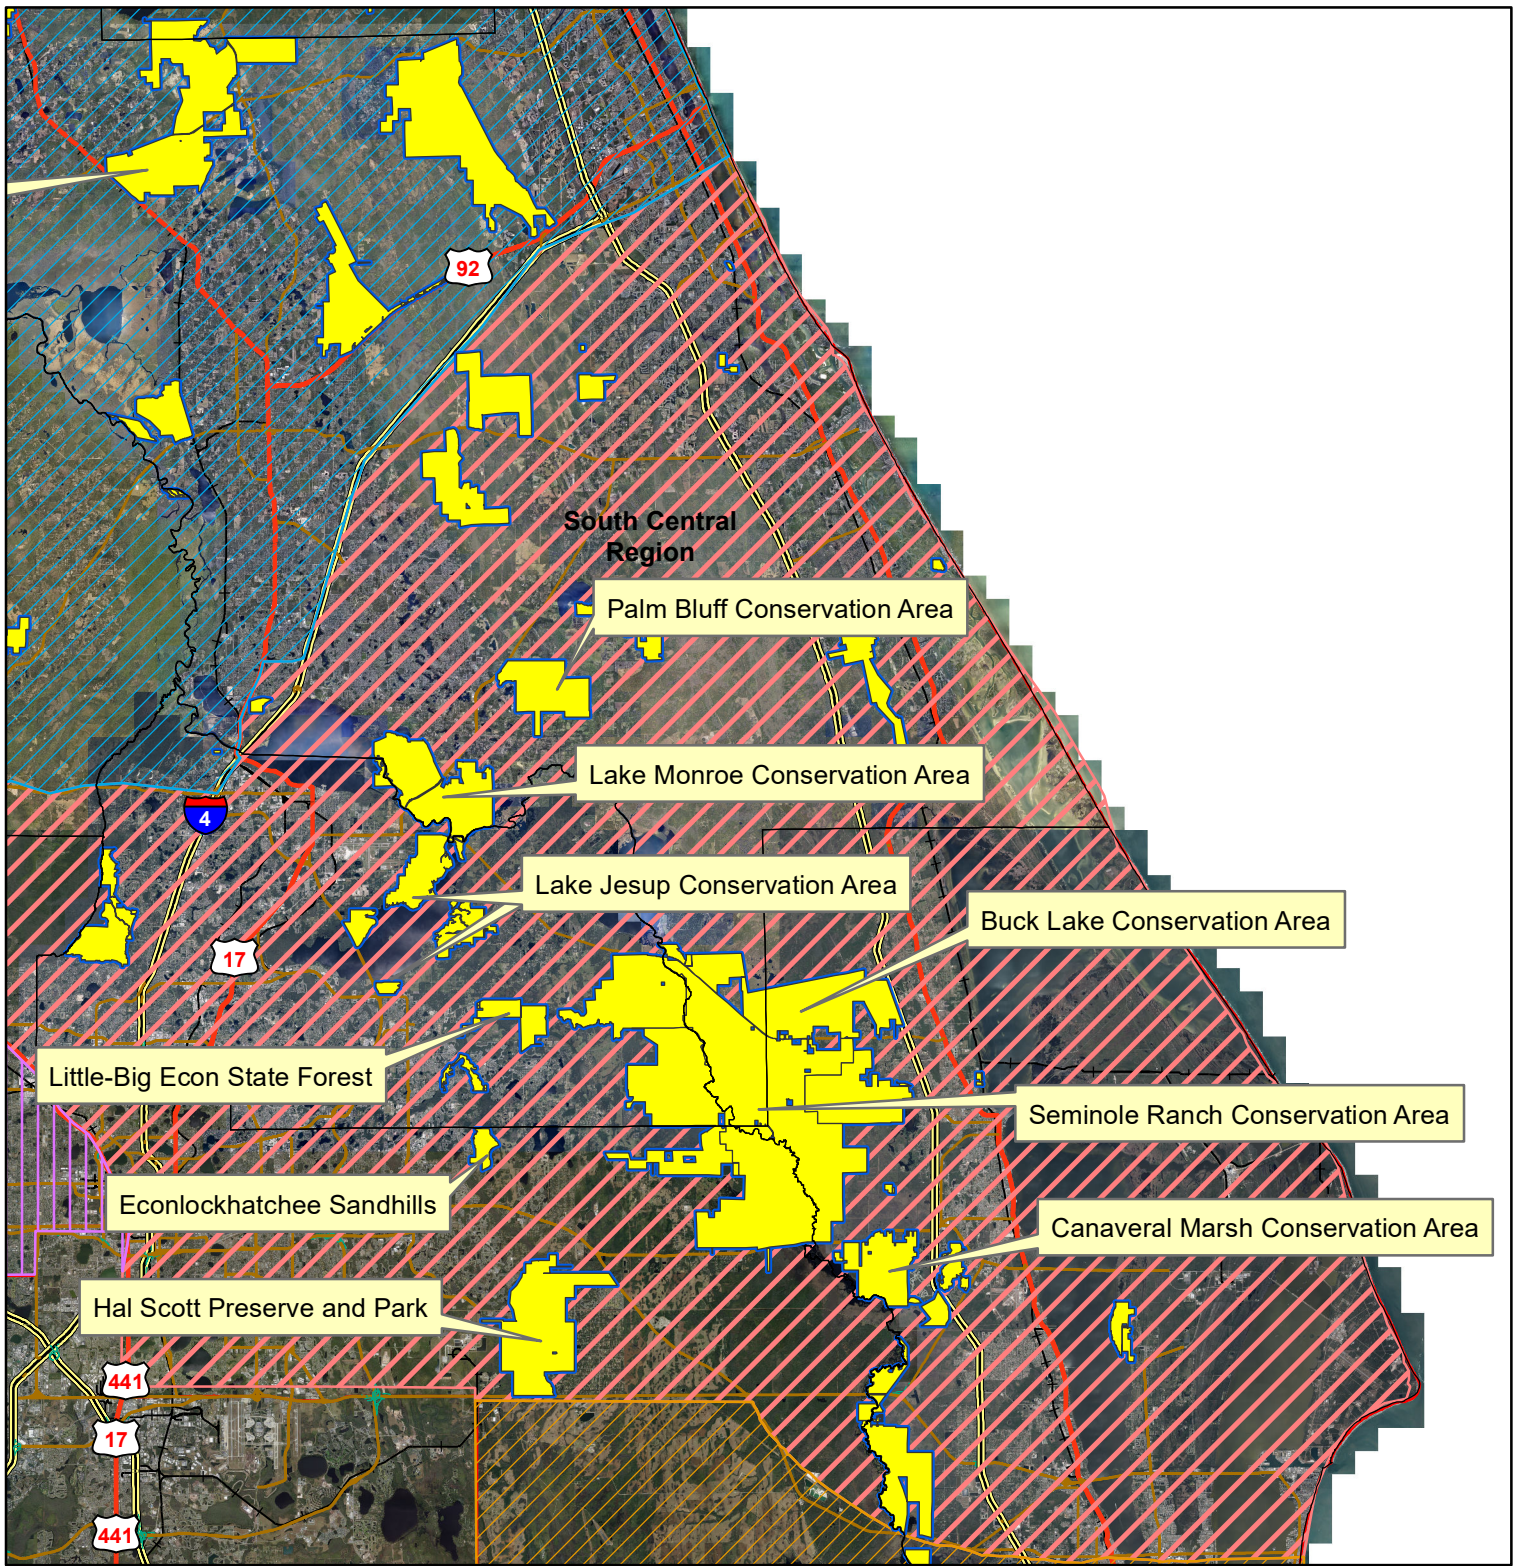 92
South Central
Region
Palm Bluff Conservation Area
Lake Monroe Conservation Area
4
Lake Jesup Conservation Area
Buck Lake Conservation Area
17
Little-Big Econ State Forest
Seminole Ranch Conservation Area
Econlockhatchee Sandhills
Canaveral Marsh Conservation Area
Hal Scott Preserve and Park
441
17
441